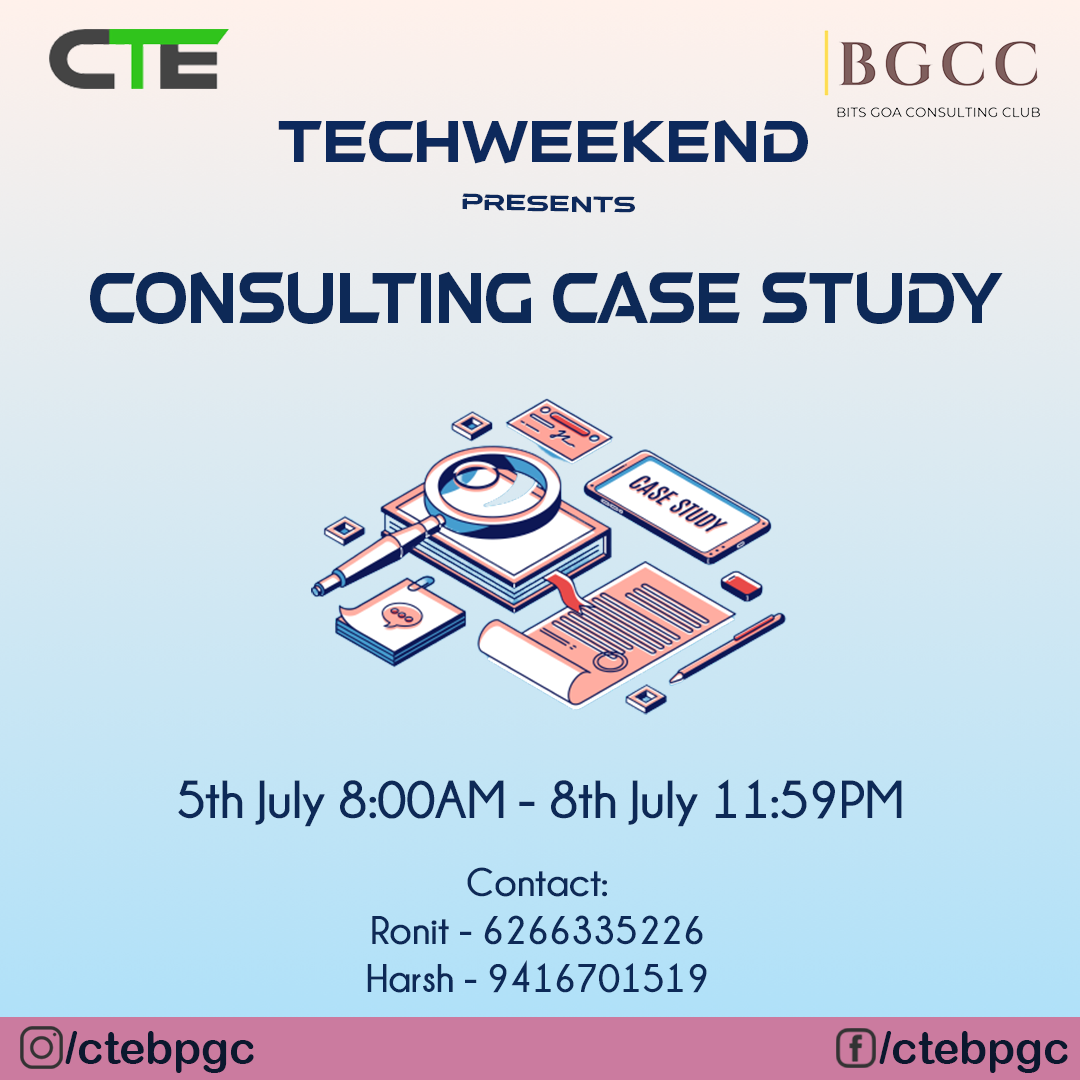 CTE
BGCC
BITS GOA CONSULTING CLUB
TECHWEEKEND
PRESENTS
CONSULTING CASE STUDY
CASE STUDY
5th July 8:00AM - 8th July 11:59PM
Contact:
Ronit - 6266335226
Harsh - 9416701519
/ctebpgc
/ctebpgc